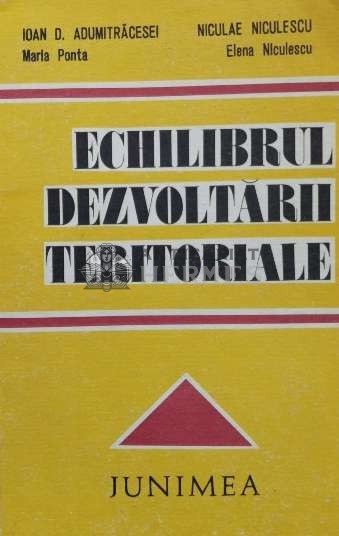 IOAN D. ADUMITRĂCESEI
Maria Ponta
NICULAE NICULESCU
Elena Niculescu
ECHILIBRUL
DEZVOLTĂRII
TERITORIALE
JUNIMEA